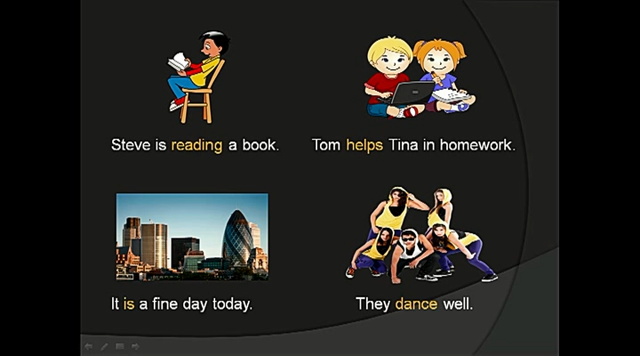 Steve is reading a book.
Tom helps Tina in homework.
It is a fine day today.
They dance well.